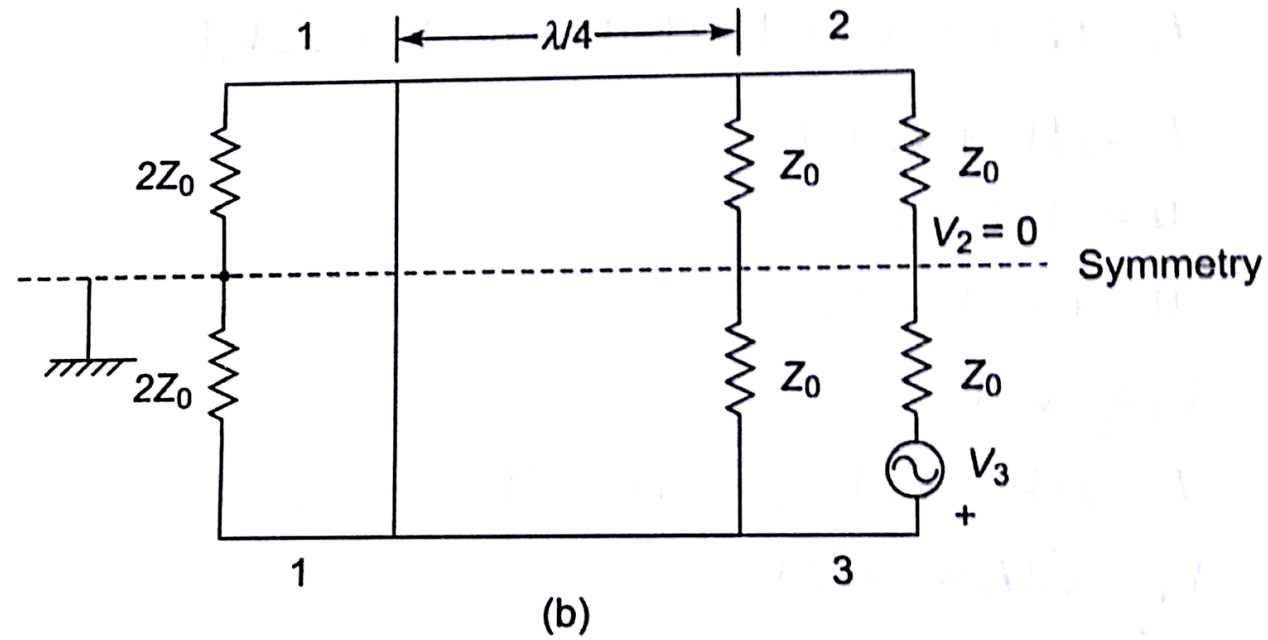 1 λ/4 2
2Z₀ Z₀ Z₀
V₂ = 0
Symmetry
2Z₀ Z₀ Z₀
V₃
+
1 3
(b)